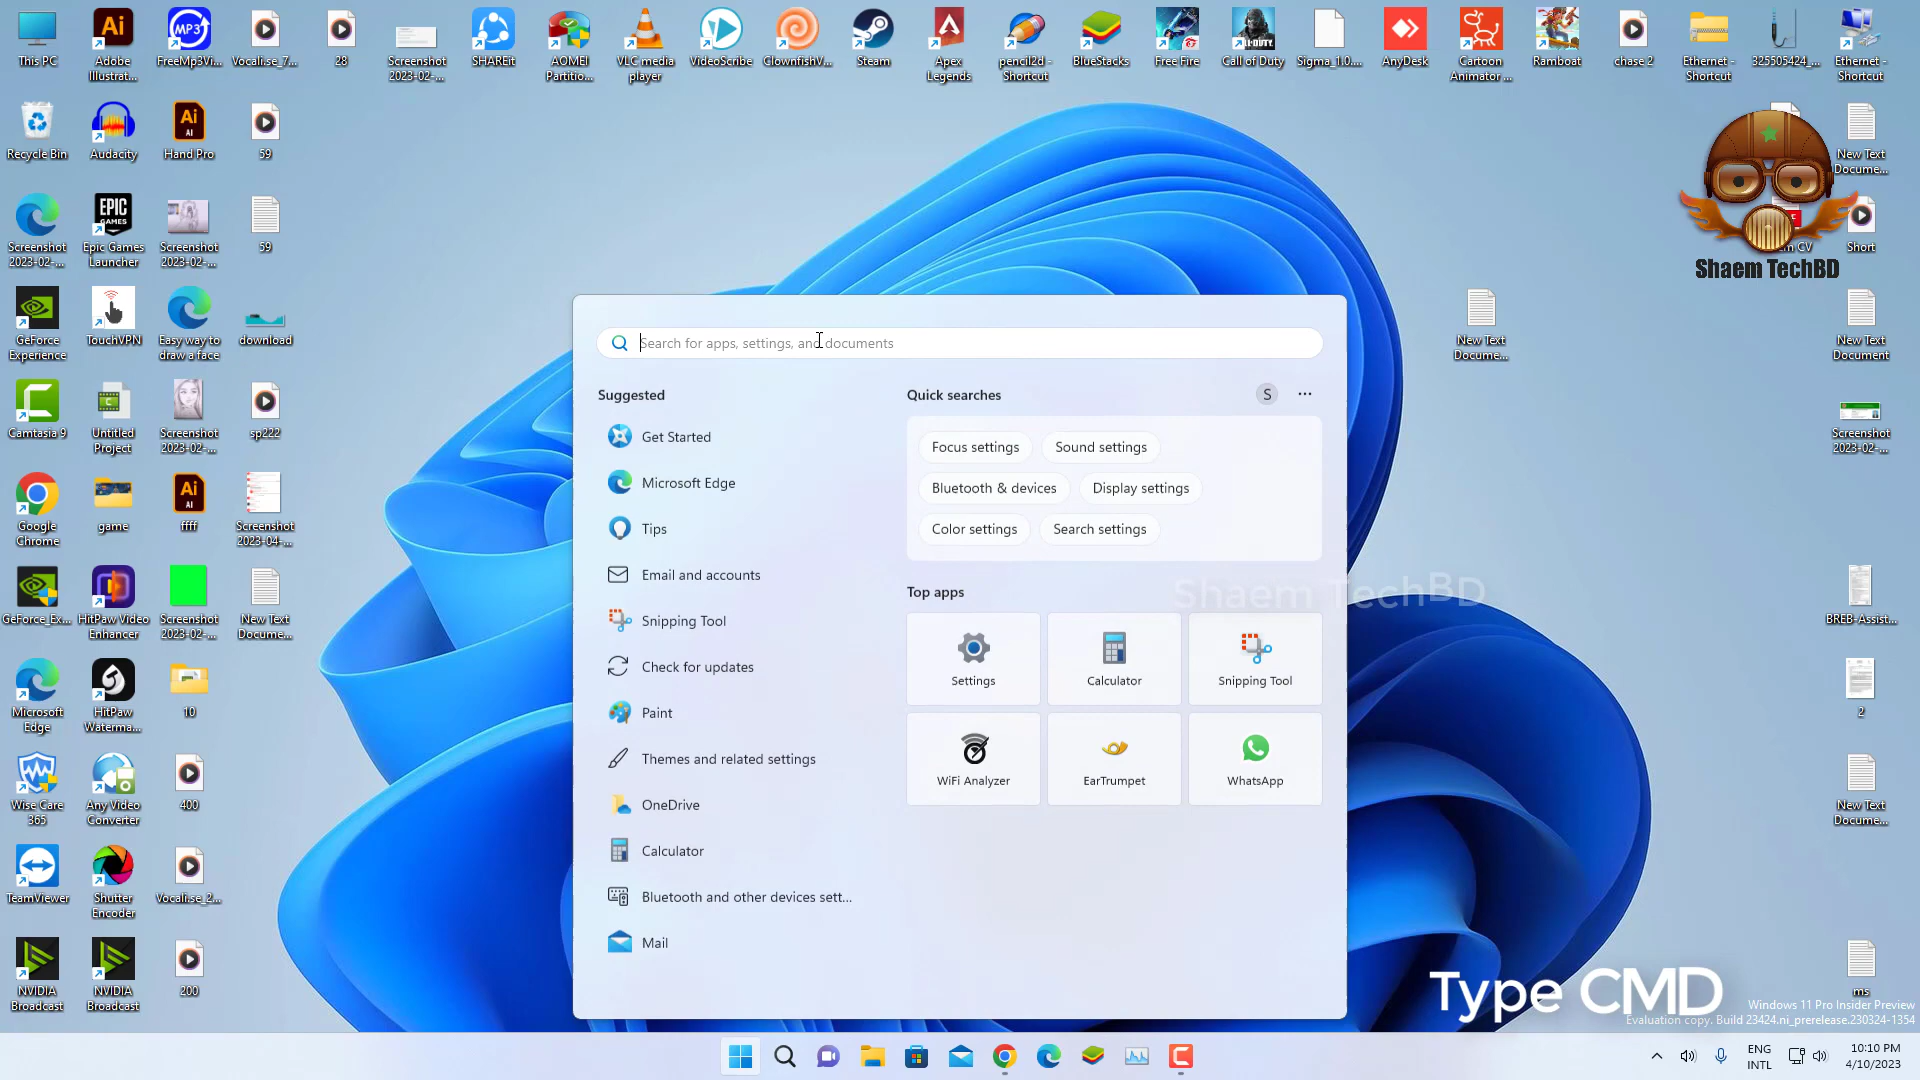 This PC
Adobe
Illustrat...
FreeMp3Vi...
Vocali.se_7...
28
Screenshot
2023-02-...
SHAREit
AOMEI
Partitio...
VLC media
player
VideoScribe
ClownfishV...
Steam
Apex
Legends
pencil2d -
Shortcut
BlueStacks
Free Fire
Call of Duty
Sigma_1.0....
AnyDesk
Cartoon
Animator ...
Ramboat
chase 2
Ethernet -
Shortcut
325505424_...
Ethernet -
Shortcut
Recycle Bin
Audacity
Hand Pro
59
New Text
Docume...
Screenshot
2023-02-...
Epic Games
Launcher
Screenshot
2023-02-...
59
Short
Shaem TechBD
GeForce
Experience
TouchVPN
Easy way to
draw a face
download
New Text
Docume...
New Text
Document
Camtasia 9
Untitled
Project
Screenshot
2023-02-...
sp222
Screenshot
2023-02-...
Google
Chrome
game
ffff
Screenshot
2023-04-...
GeForce_Ex...
HitPaw Video
Enhancer
Screenshot
2023-02-...
New Text
Docume...
BREB-Assist...
Microsoft
Edge
HitPaw
Waterma...
10
2
Wise Care
365
Any Video
Converter
400
New Text
Docume...
TeamViewer
Shutter
Encoder
Vocali.se_2...
NVIDIA
Broadcast
NVIDIA
Broadcast
200
ms
Search for apps, settings, and documents
Suggested
Get Started
Microsoft Edge
Tips
Email and accounts
Snipping Tool
Check for updates
Paint
Themes and related settings
OneDrive
Calculator
Bluetooth and other devices sett...
Mail
Quick searches
S
Focus settings
Sound settings
Bluetooth & devices
Display settings
Color settings
Search settings
Shaem TechBD
Top apps
Settings
Calculator
Snipping Tool
WiFi Analyzer
EarTrumpet
WhatsApp
Type CMD
Windows 11 Pro Insider Preview
Evaluation copy. Build 23424.ni_prerelease.230324-1354
ENG
INTL
10:10 PM
4/10/2023